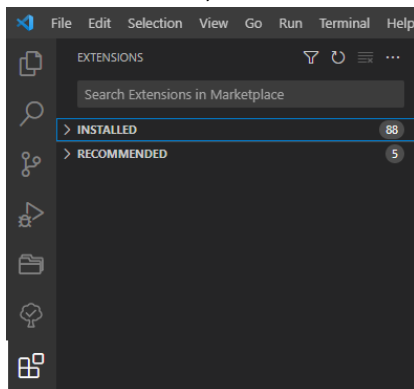 File Edit Selection View Go Run Terminal Help
EXTENSIONS
Search Extensions in Marketplace
INSTALLED 88
RECOMMENDED 5